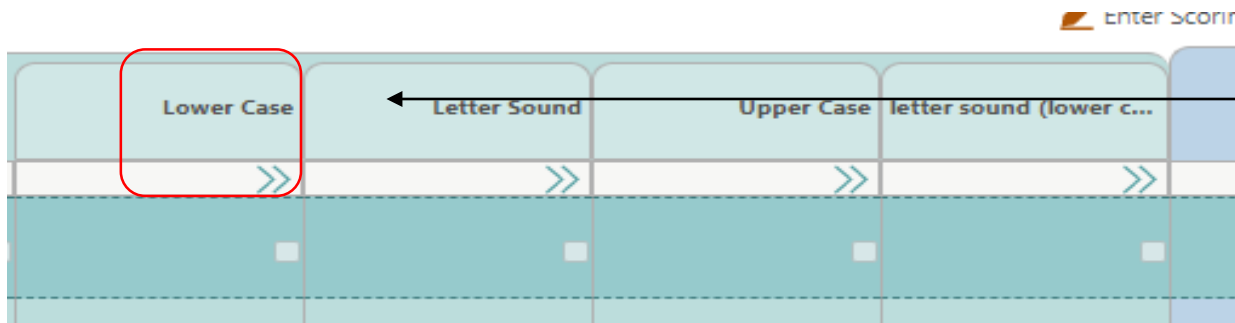 Enter Scorin
Lower Case
Letter Sound
Upper Case
letter sound (lower c...